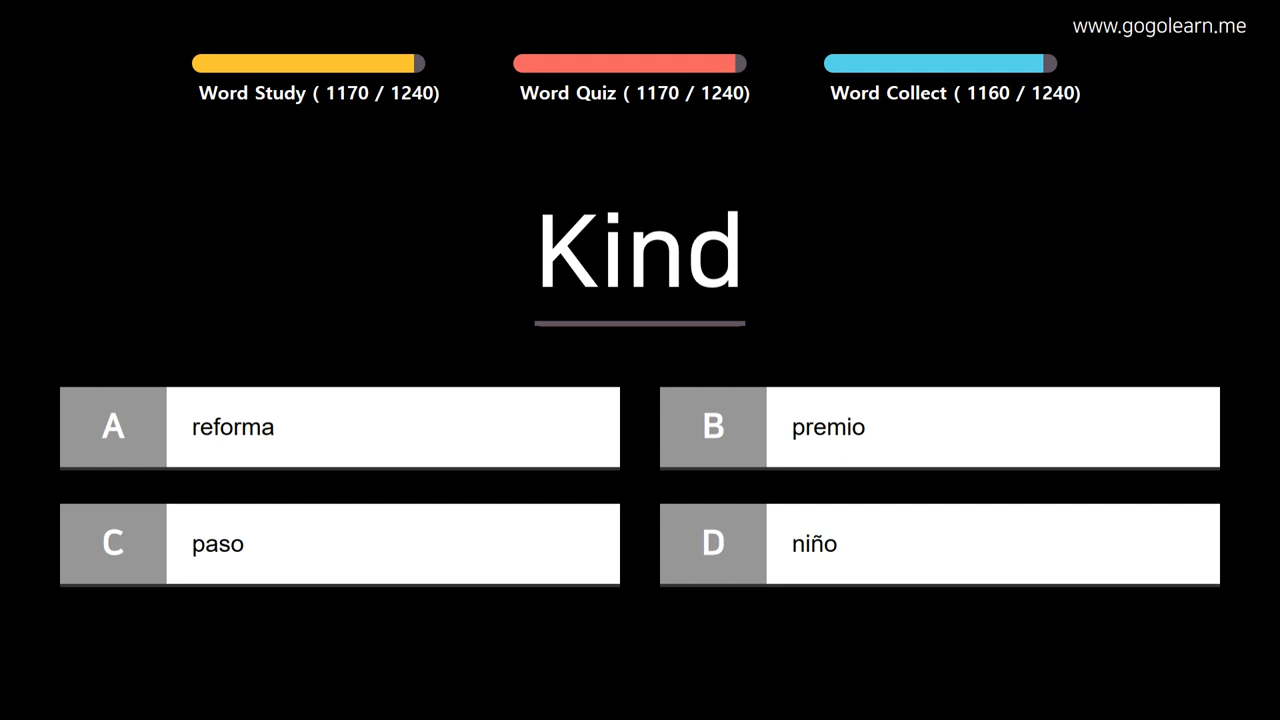 www.gogolearn.me
Word Study ( 1170 / 1240)
Word Quiz ( 1170 / 1240)
Word Collect ( 1160 / 1240)
Kind
A
reforma
B
premio
C
paso
D
niño